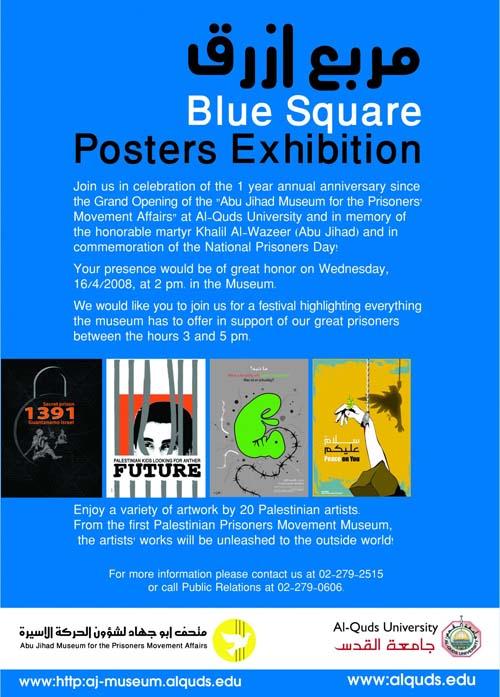 مربع ازرق
Blue Square
Posters Exhibition
Join us in celebration of the 1 year annual anniversary since
the Grand Opening of the "Abu Jihad Museum for the Prisoners'
Movement Affairs" at Al-Quds University and in memory of
the honorable martyr Khalil Al-Wazeer (Abu Jihad) and in
commemoration of the National Prisoners Day!
Your presence would be of great honor on Wednesday,
16/4/2008, at 2 pm. in the Museum.
We would like you to join us for a festival highlighting everything
the museum has to offer in support of our great prisoners
between the hours 3 and 5 pm.
Secret prison
1391
Guantanamo Israel
PALESTINIAN KIDS LOOKING FOR ANTHER
FUTURE
سلام
عليكم
Peace on You
Enjoy a variety of artwork by 20 Palestinian artists.
From the first Palestinian Prisoners Movement Museum,
the artists' works will be unleashed to the outside world!
For more information please contact us at 02-279-2515
or call Public Relations at 02-279-0606.
متحف ابو جهاد لشؤون الحركة الاسيرة
Abu Jihad Museum for the Prisoners Movement Affairs
Al-Quds University
جامعة القدس
www.http:aj-museum.alquds.edu
www.alquds.edu